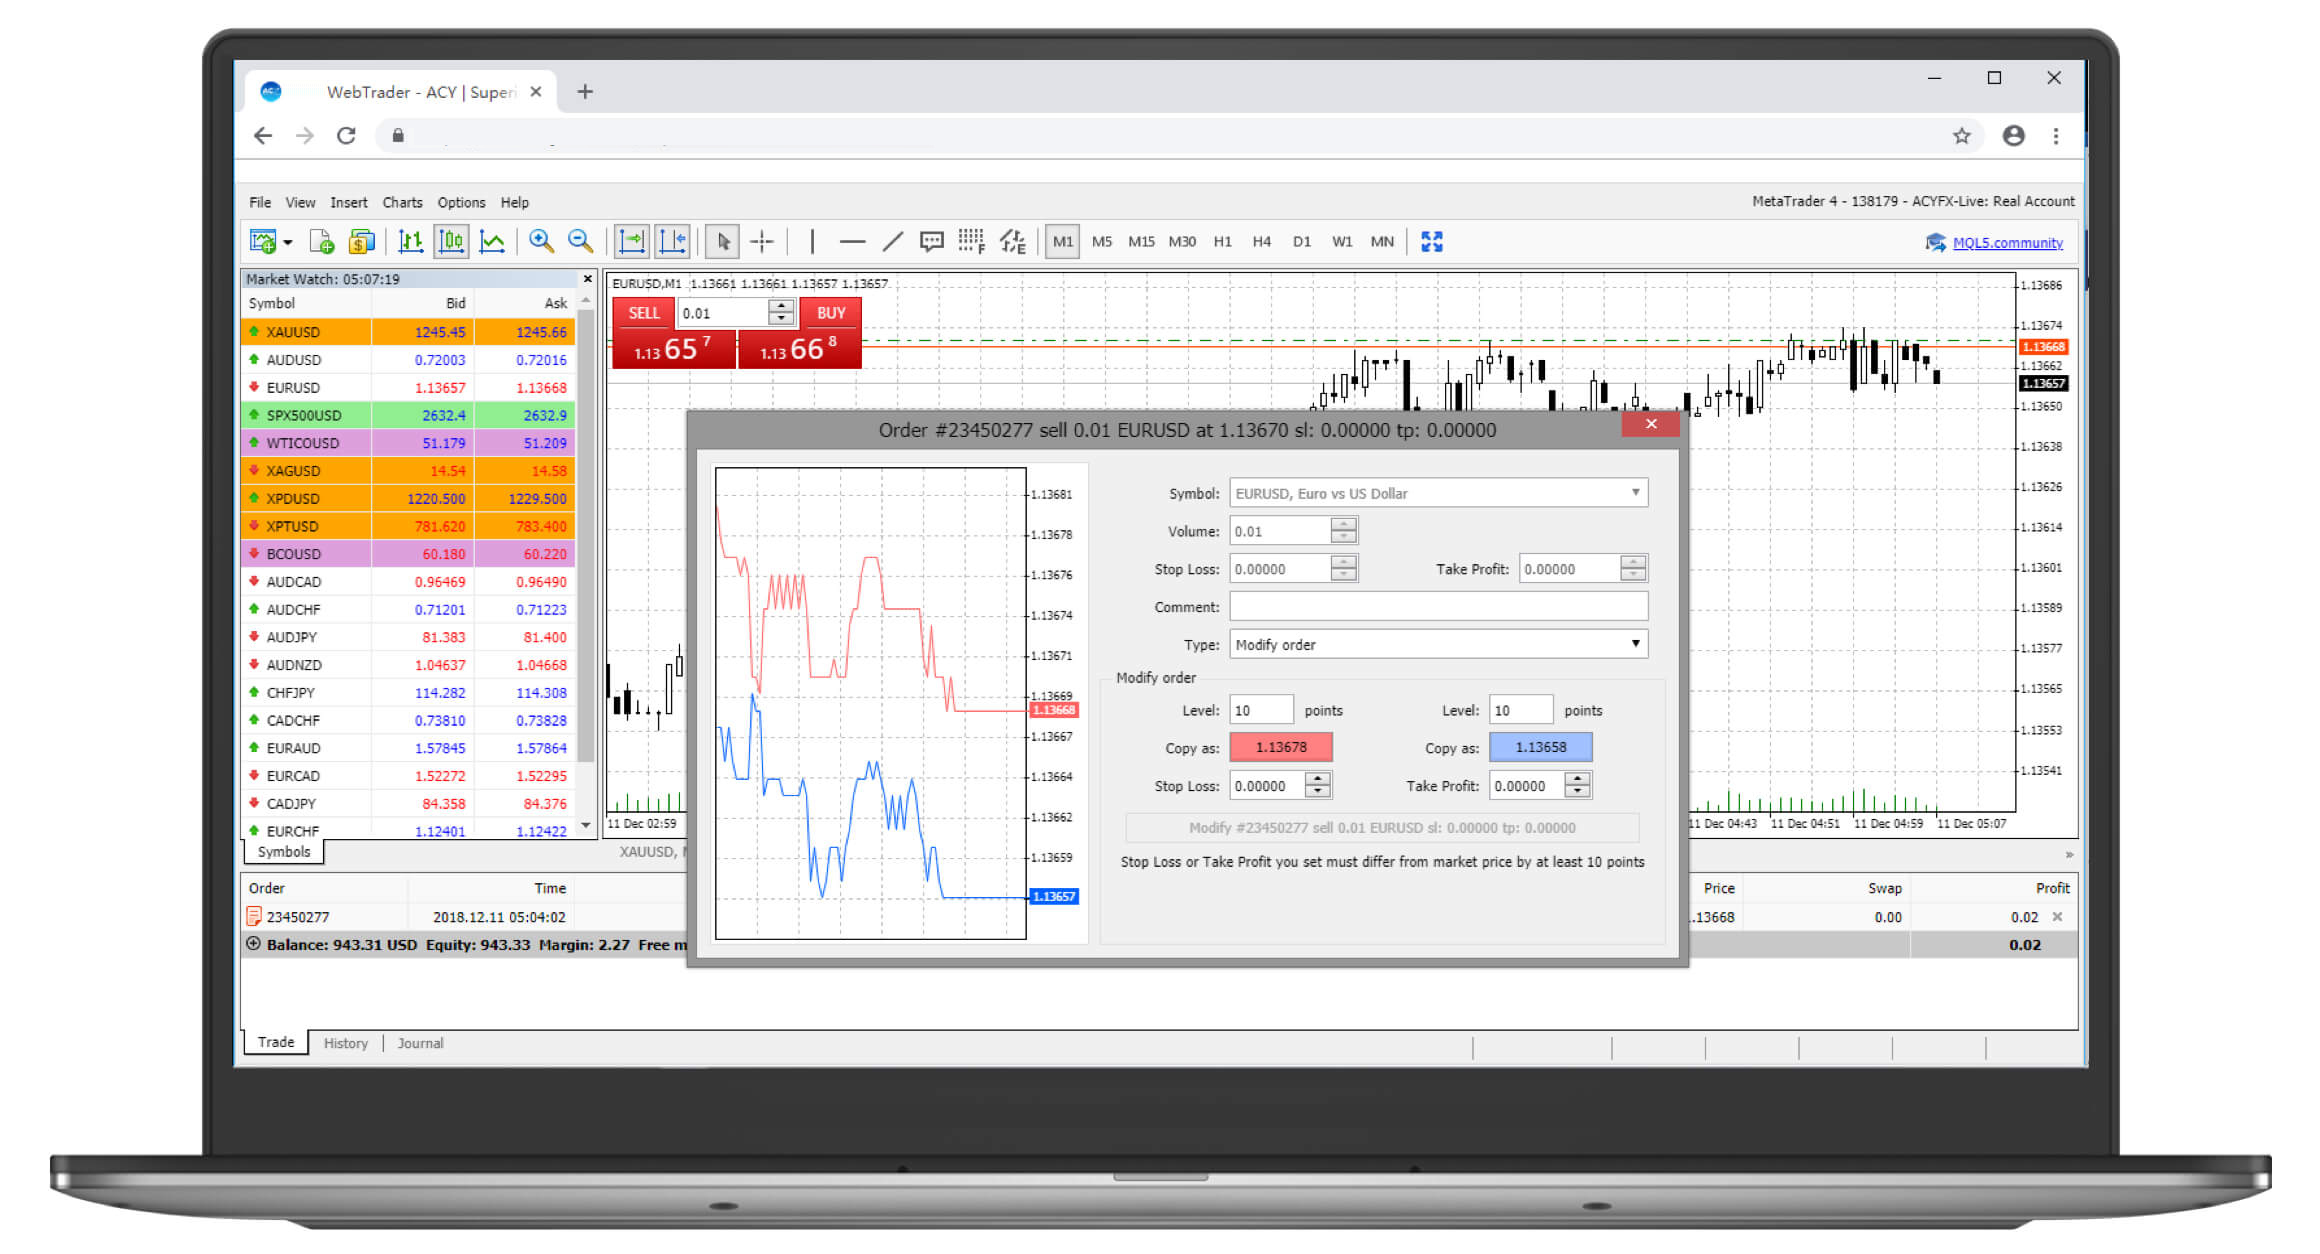 WebTrader - ACY | Superi
File View Insert Charts Options Help
MetaTrader 4 - 138179 - ACYFX-Live: Real Account
M1 M5 M15 M30 H1 H4 D1 W1 MN
MQL5.community
Market Watch: 05:07:19
Symbol Bid Ask
XAUUSD 1245.45 1245.66
AUDUSD 0.72003 0.72016
EURUSD 1.13657 1.13668
SPX500USD 2632.4 2632.9
WTICOUSD 51.179 51.209
XAGUSD 14.54 14.58
XPDUSD 1220.500 1229.500
XPTUSD 781.620 783.400
BCOUSD 60.180 60.220
AUDCAD 0.96469 0.96490
AUDCHF 0.71201 0.71223
AUDJPY 81.383 81.400
AUDNZD 1.04637 1.04668
CHFJPY 114.282 114.308
CADCHF 0.73810 0.73828
EURAUD 1.57845 1.57864
EURCAD 1.52272 1.52295
CADJPY 84.358 84.376
EURCHF 1.12401 1.12422
Symbols
EURUSD,M1 1.13661 1.13661 1.13657 1.13657
SELL 0.01 BUY
1.13 65 7 1.13 66 8
1.13686
1.13674
1.13668
1.13662
1.13657
1.13650
1.13638
1.13626
1.13614
1.13601
1.13589
1.13577
1.13565
1.13553
1.13541
11 Dec 02:59
11 Dec 04:43 11 Dec 04:51 11 Dec 04:59 11 Dec 05:07
XAUUSD,
Order #23450277 sell 0.01 EURUSD at 1.13670 sl: 0.00000 tp: 0.00000
1.13681
1.13678
1.13676
1.13674
1.13671
1.13669
1.13668
1.13667
1.13664
1.13662
1.13659
1.13657
Symbol: EURUSD, Euro vs US Dollar
Volume: 0.01
Stop Loss: 0.00000 Take Profit: 0.00000
Comment:
Type: Modify order
Modify order
Level: 10 points Level: 10 points
Copy as: 1.13678 Copy as: 1.13658
Stop Loss: 0.00000 Take Profit: 0.00000
Modify #23450277 sell 0.01 EURUSD sl: 0.00000 tp: 0.00000
Stop Loss or Take Profit you set must differ from market price by at least 10 points
Order Time Price Swap Profit
23450277 2018.12.11 05:04:02 .13668 0.00 0.02
Balance: 943.31 USD Equity: 943.33 Margin: 2.27 Free m 0.02
Trade History Journal